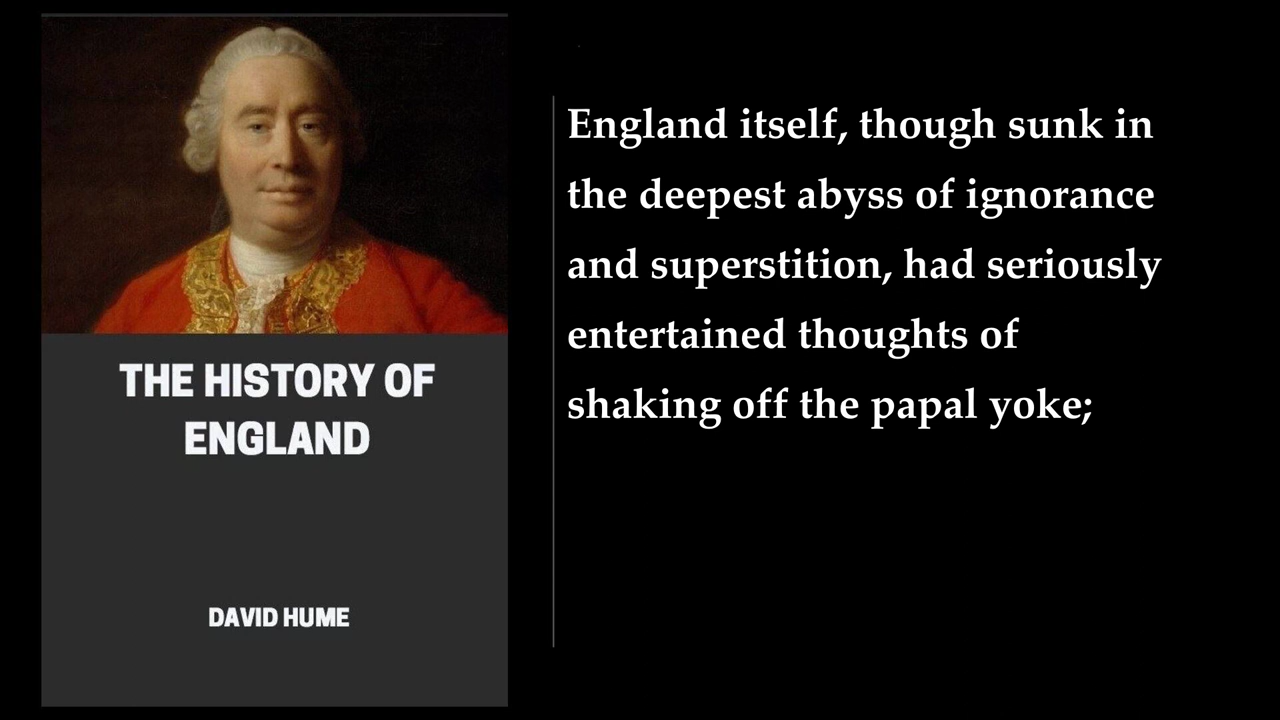 THE HISTORY OF
ENGLAND
DAVID HUME
England itself, though sunk in
the deepest abyss of ignorance
and superstition, had seriously
entertained thoughts of
shaking off the papal yoke;